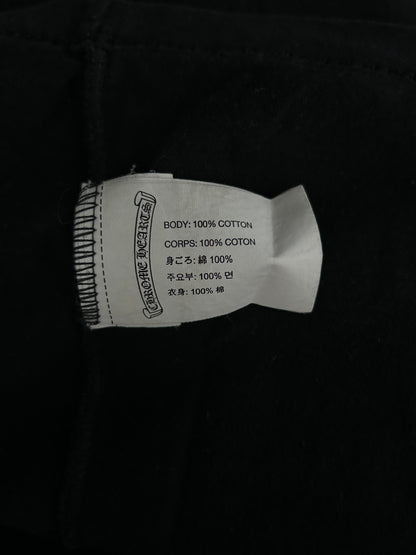 CHROME HEARTS
BODY: 100% COTTON
CORPS: 100% COTON
身ごろ: 綿 100%
주요부: 100% 면
衣身: 100% 棉